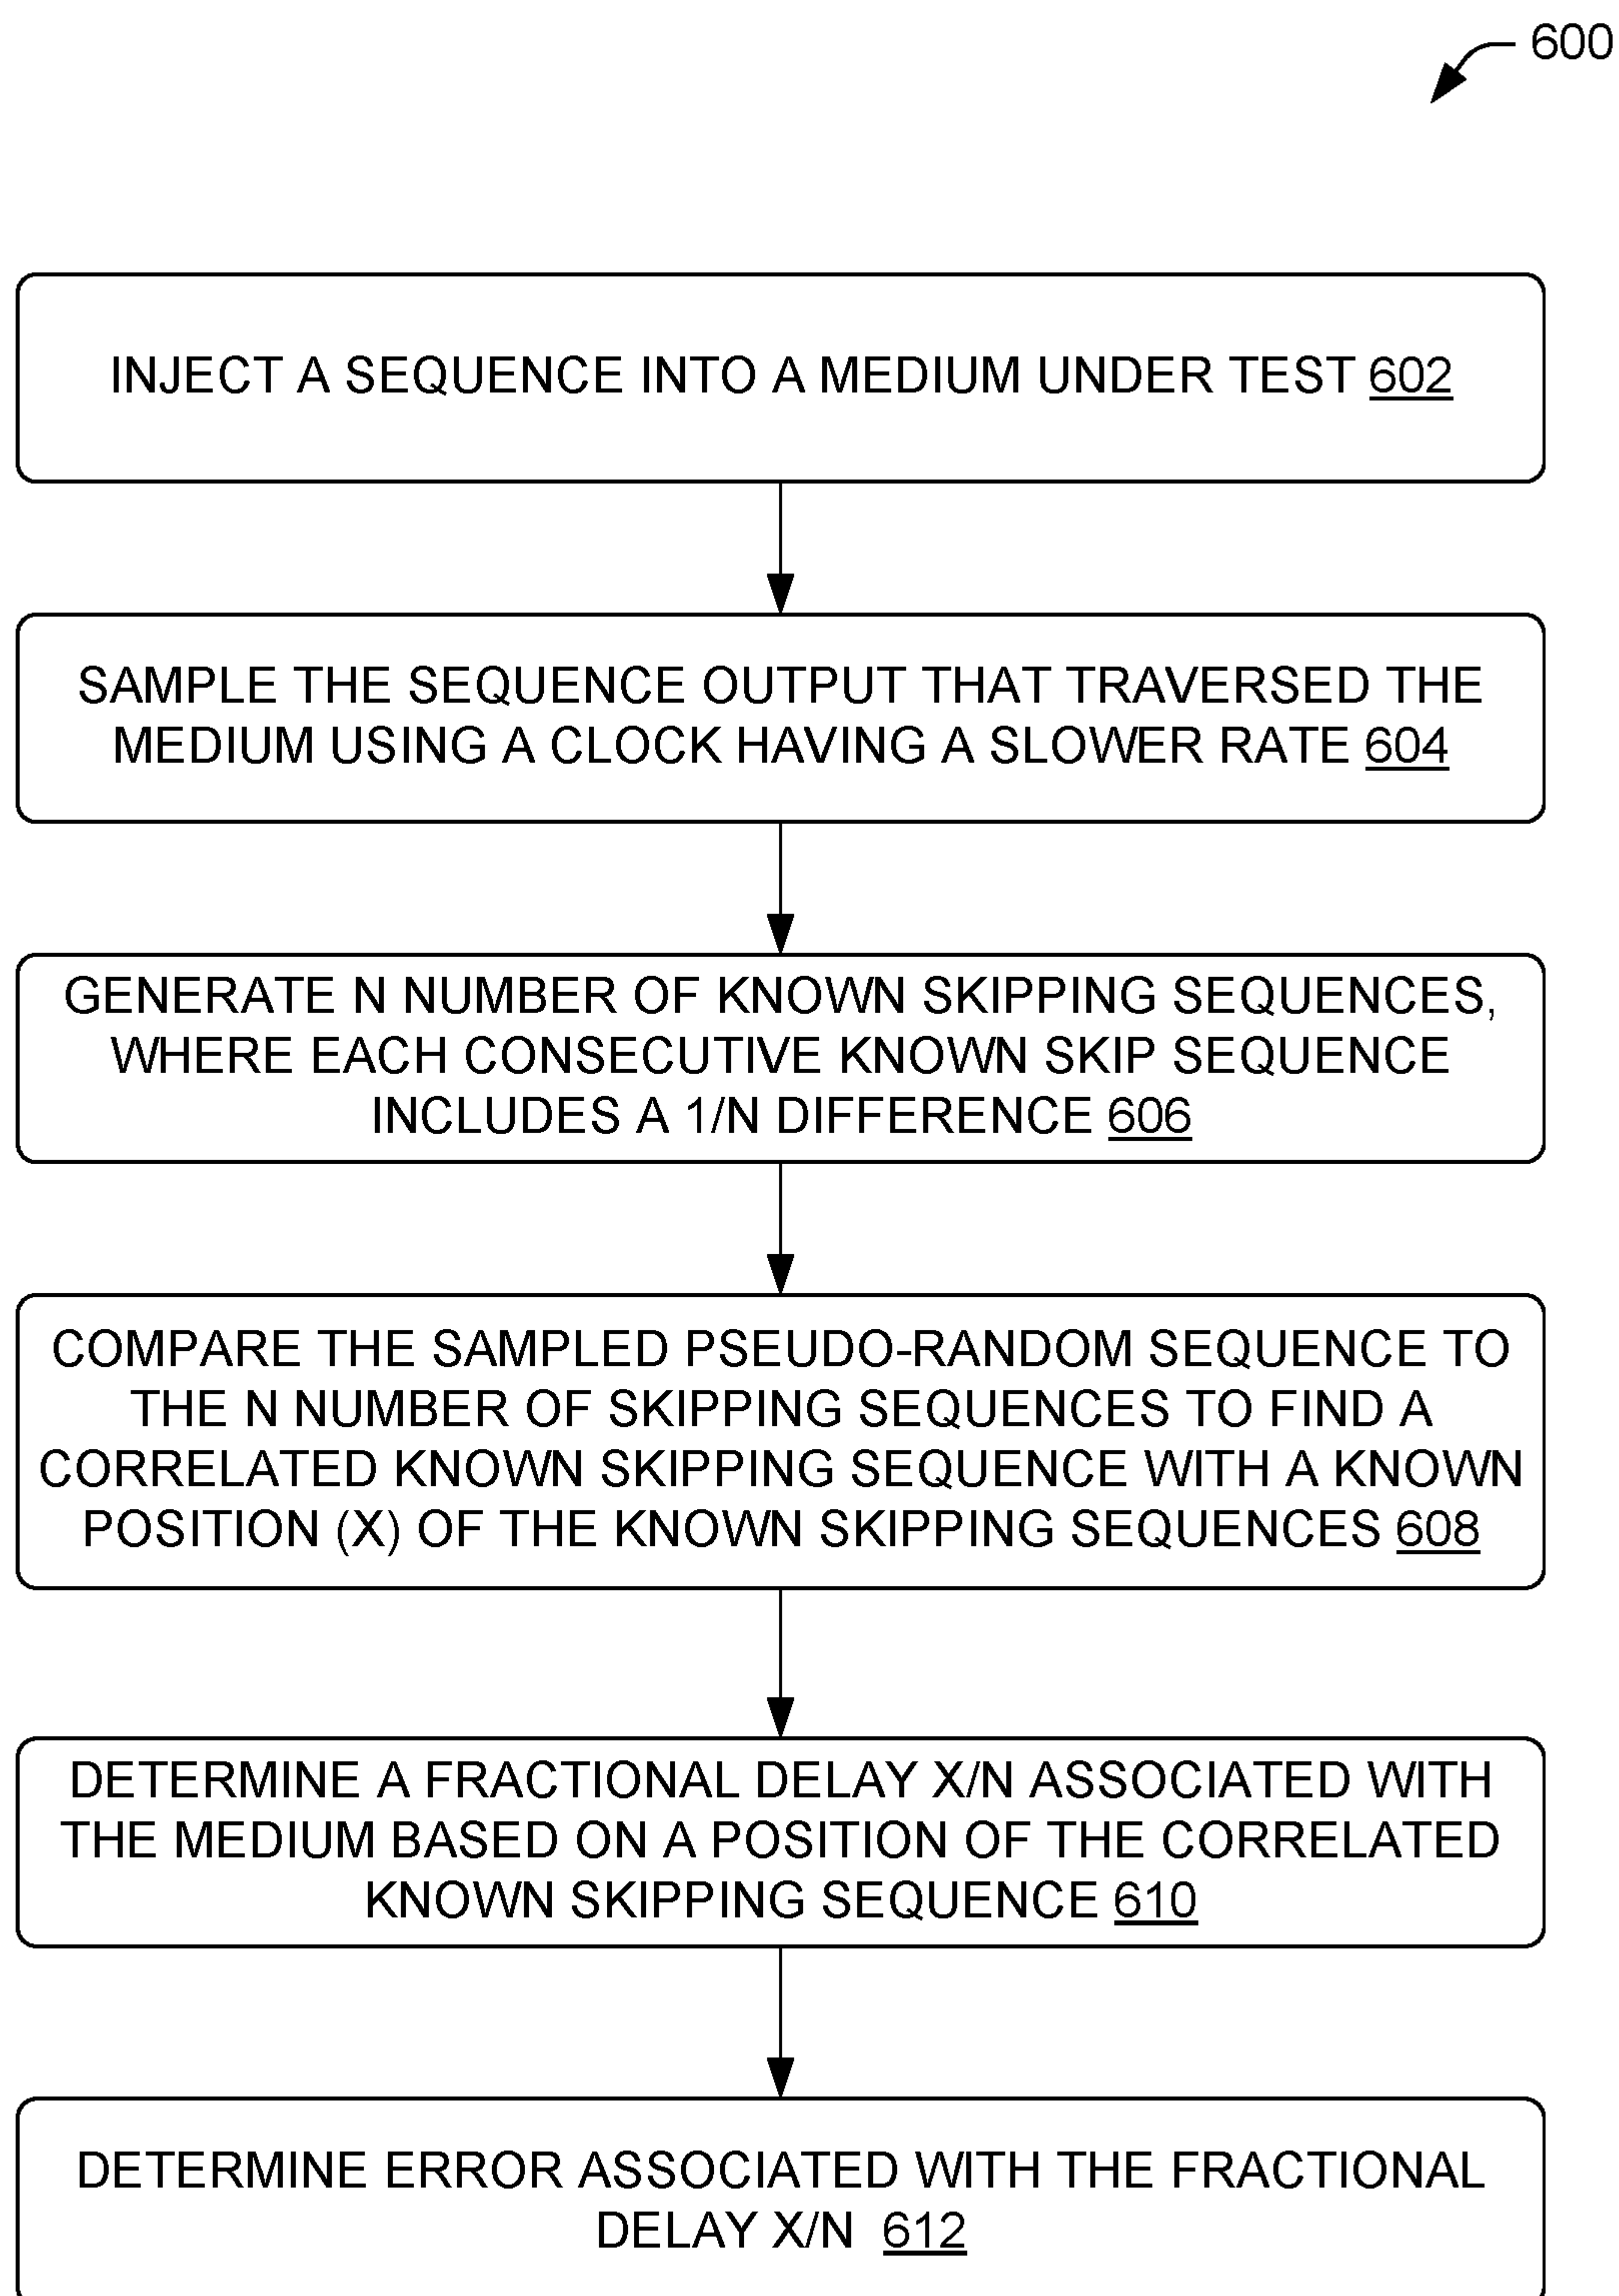 600
INJECT A SEQUENCE INTO A MEDIUM UNDER TEST 602
SAMPLE THE SEQUENCE OUTPUT THAT TRAVERSED THE
MEDIUM USING A CLOCK HAVING A SLOWER RATE 604
GENERATE N NUMBER OF KNOWN SKIPPING SEQUENCES,
WHERE EACH CONSECUTIVE KNOWN SKIP SEQUENCE
INCLUDES A 1/N DIFFERENCE 606
COMPARE THE SAMPLED PSEUDO-RANDOM SEQUENCE TO
THE N NUMBER OF SKIPPING SEQUENCES TO FIND A
CORRELATED KNOWN SKIPPING SEQUENCE WITH A KNOWN
POSITION (X) OF THE KNOWN SKIPPING SEQUENCES 608
DETERMINE A FRACTIONAL DELAY X/N ASSOCIATED WITH
THE MEDIUM BASED ON A POSITION OF THE CORRELATED
KNOWN SKIPPING SEQUENCE 610
DETERMINE ERROR ASSOCIATED WITH THE FRACTIONAL
DELAY X/N 612